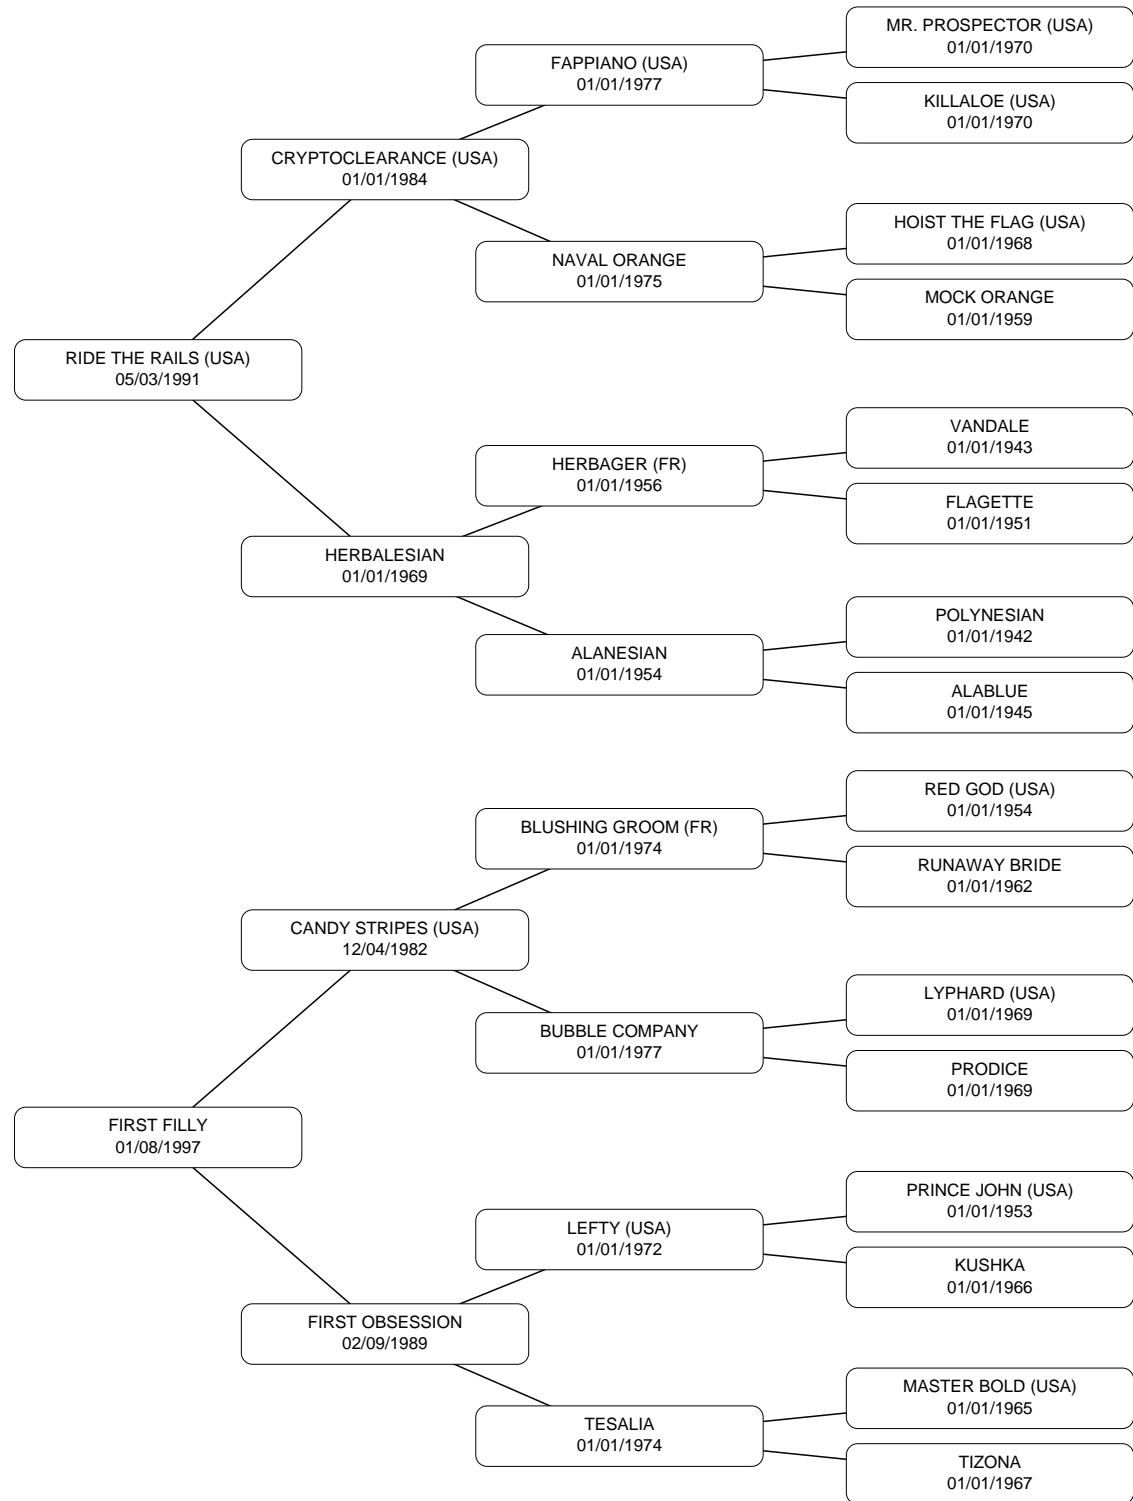 MR. PROSPECTOR (USA)
01/01/1970
FAPPIANO (USA)
01/01/1977
KILLALOE (USA)
01/01/1970
CRYPTOCLEARANCE (USA)
01/01/1984
HOIST THE FLAG (USA)
01/01/1968
NAVAL ORANGE
01/01/1975
MOCK ORANGE
01/01/1959
RIDE THE RAILS (USA)
05/03/1991
VANDALE
01/01/1943
HERBAGER (FR)
01/01/1956
FLAGETTE
01/01/1951
HERBALESIAN
01/01/1969
POLYNESIAN
01/01/1942
ALANESIAN
01/01/1954
ALABLUE
01/01/1945
RED GOD (USA)
01/01/1954
BLUSHING GROOM (FR)
01/01/1974
RUNAWAY BRIDE
01/01/1962
CANDY STRIPES (USA)
12/04/1982
LYPHARD (USA)
01/01/1969
BUBBLE COMPANY
01/01/1977
PRODICE
01/01/1969
FIRST FILLY
01/08/1997
PRINCE JOHN (USA)
01/01/1953
LEFTY (USA)
01/01/1972
KUSHKA
01/01/1966
FIRST OBSESSION
02/09/1989
MASTER BOLD (USA)
01/01/1965
TESALIA
01/01/1974
TIZONA
01/01/1967